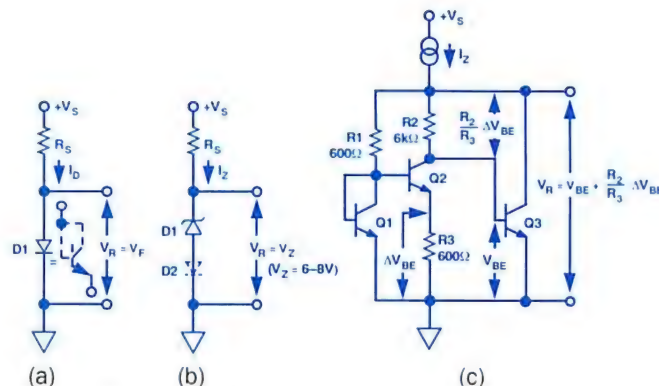 +VS
RS
ID
D1
=
VR = VF
(a)
+VS
RS
IZ
D1
D2
VR = VZ
(VZ = 6–8V)
(b)
+VS
IZ
R1
600Ω
R2
6kΩ
R2
R3
ΔVBE
Q1
Q2
Q3
ΔVBE
R3
600Ω
VBE
VR = VBE + R2/R3 ΔVBE
(c)